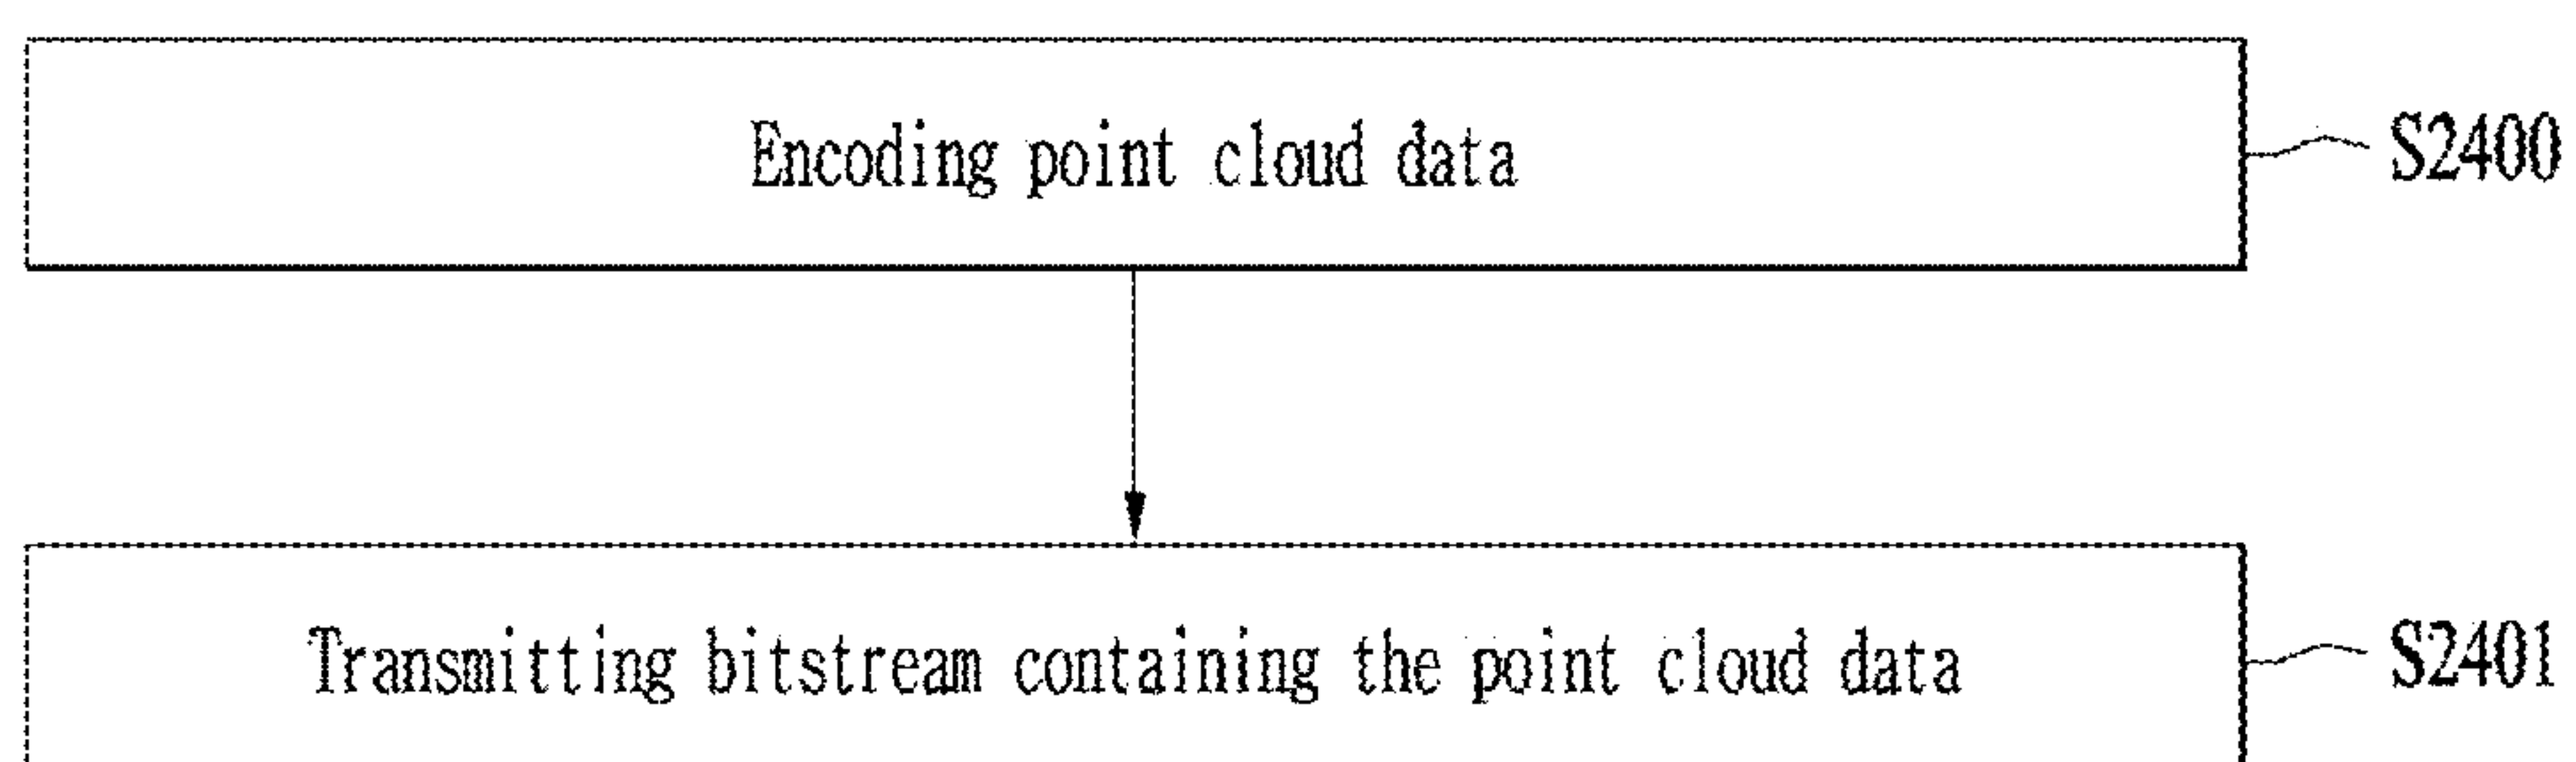 Encoding point cloud data
S2400
Transmitting bitstream containing the point cloud data
S2401